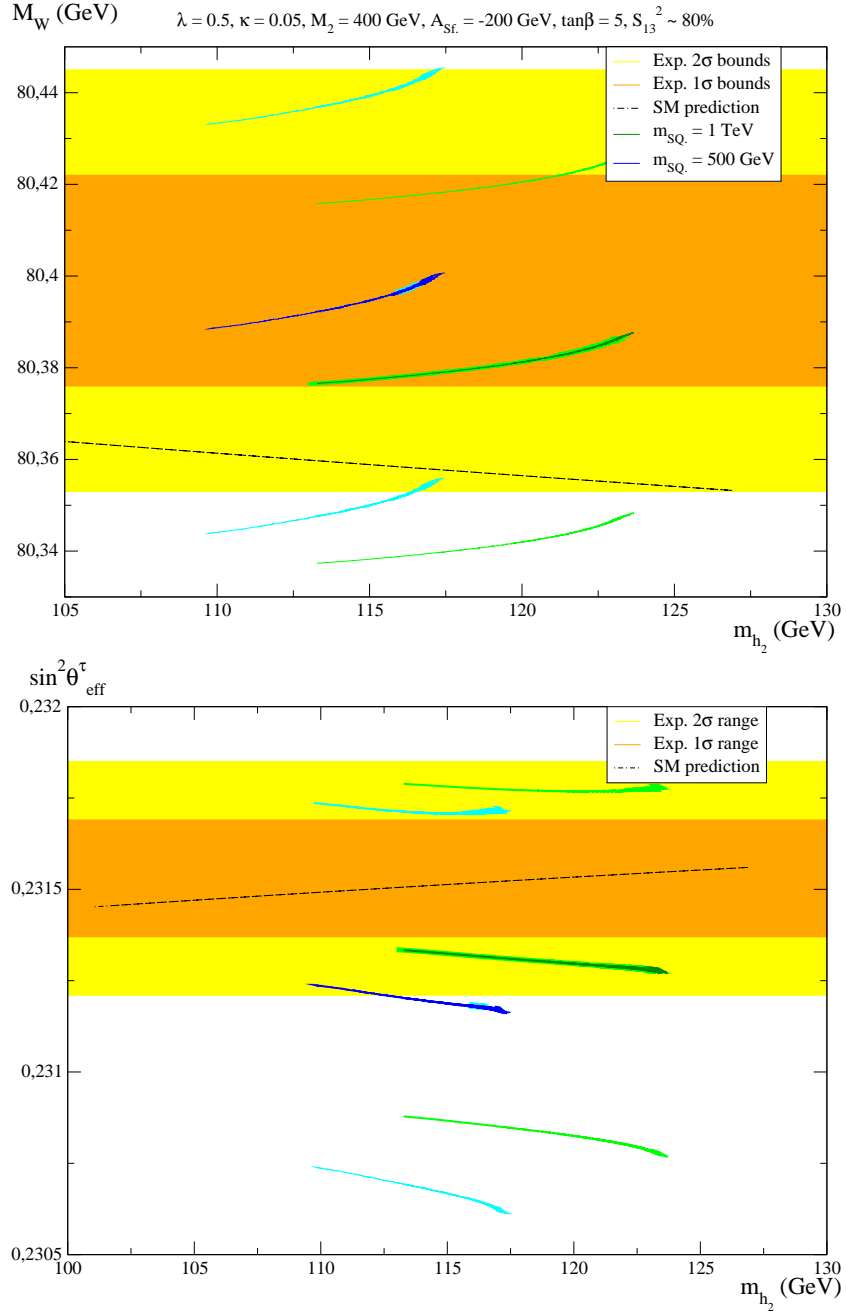 M_W (GeV)
λ = 0.5, κ = 0.05, M_2 = 400 GeV, A_Sf. = -200 GeV, tanβ = 5, S_13^2 ~ 80%
Exp. 2σ bounds
Exp. 1σ bounds
SM prediction
m_SQ. = 1 TeV
m_SQ. = 500 GeV
80,44
80,42
80,4
80,38
80,36
80,34
105 110 115 120 125 130
m_h_2 (GeV)
sin^2θ^τ_eff
0,232
Exp. 2σ range
Exp. 1σ range
SM prediction
0,2315
0,231
0,2305
100 105 110 115 120 125 130
m_h_2 (GeV)